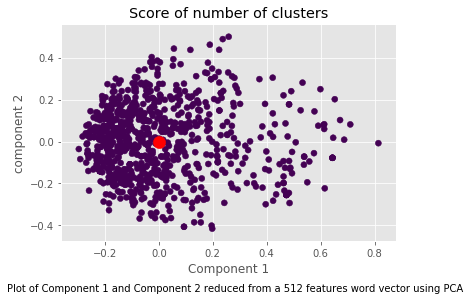 Score of number of clusters
component 2
0.4
0.2
0.0
−0.2
−0.4
−0.2 0.0 0.2 0.4 0.6 0.8
Component 1
Plot of Component 1 and Component 2 reduced from a 512 features word vector using PCA